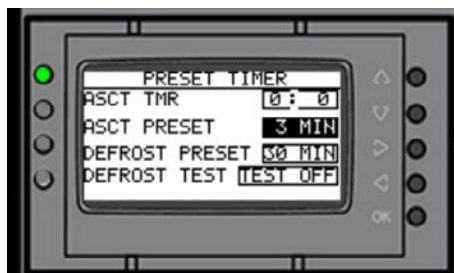 PRESET TIMER
ASCT TMR 0: 0
ASCT PRESET 3 MIN
DEFROST PRESET 30 MIN
DEFROST TEST TEST OFF
OK